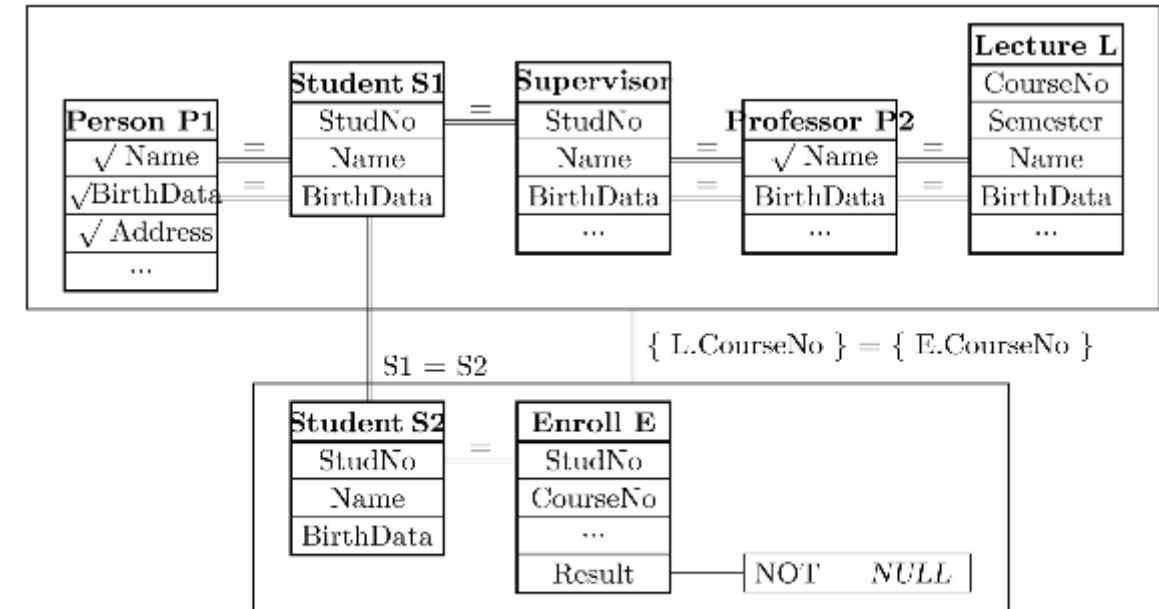 Person P1
√ Name
√BirthData
√ Address
...
=
=
Student S1
StudNo
Name
BirthData
=
Supervisor
StudNo
Name
BirthData
...
=
=
Professor P2
√ Name
BirthData
...
=
=
Lecture L
CourseNo
Semester
Name
BirthData
...
S1 = S2
{ L.CourseNo } = { E.CourseNo }
Student S2
StudNo
Name
BirthData
=
Enroll E
StudNo
CourseNo
...
Result
NOT NULL